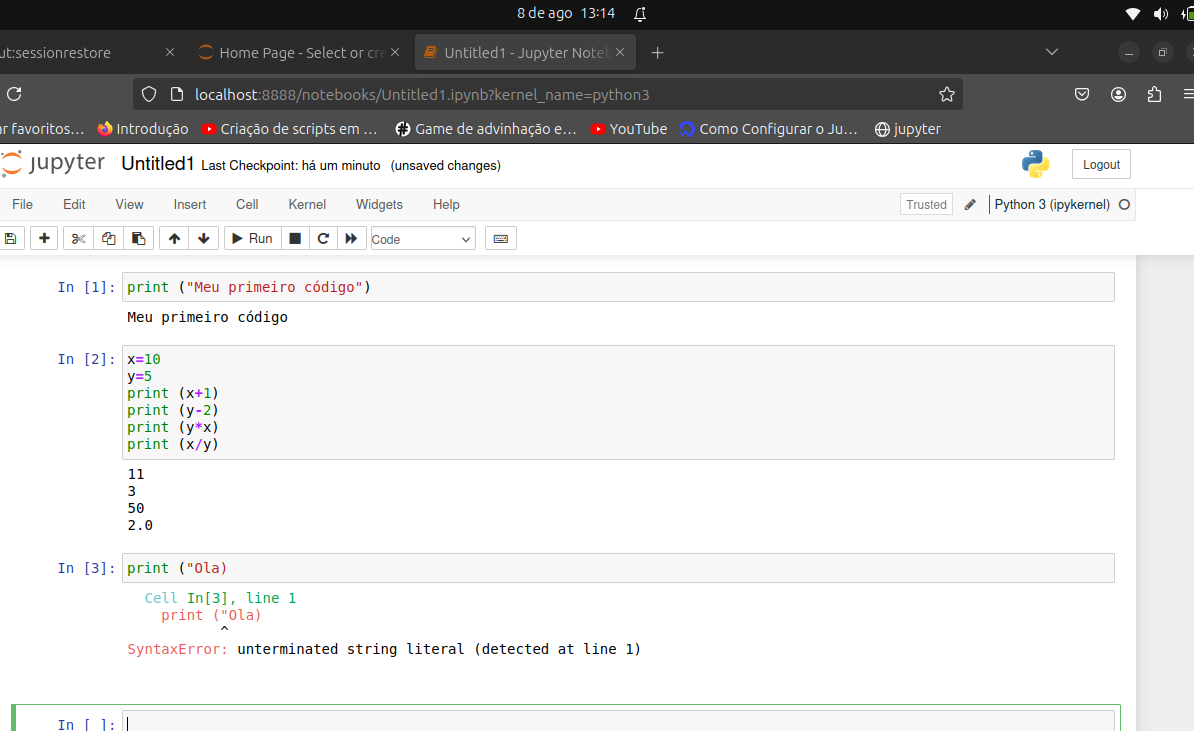 8 de ago 13:14
ut:sessionrestore
Home Page - Select or cre
Untitled1 - Jupyter Noteb
localhost:8888/notebooks/Untitled1.ipynb?kernel_name=python3
ar favoritos…
Introdução
Criação de scripts em …
Game de advinhação e…
YouTube
Como Configurar o Ju…
jupyter
jupyter Untitled1 Last Checkpoint: há um minuto (unsaved changes)
Logout
File Edit View Insert Cell Kernel Widgets Help
Trusted
Python 3 (ipykernel)
Run
Code
In [1]: print ("Meu primeiro código")
Meu primeiro código
In [2]: x=10
y=5
print (x+1)
print (y-2)
print (y*x)
print (x/y)
11
3
50
2.0
In [3]: print ("Ola)
Cell In[3], line 1
print ("Ola)
^
SyntaxError: unterminated string literal (detected at line 1)
In [ ]: